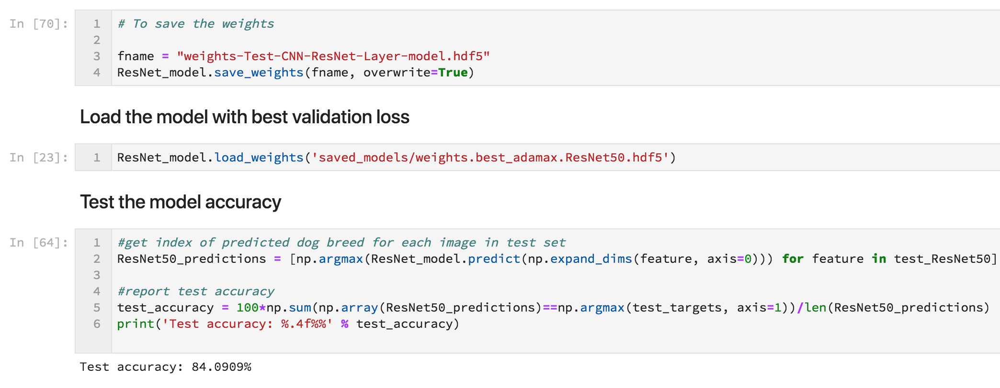 In [70]:
1 # To save the weights
2
3 fname = "weights-Test-CNN-ResNet-Layer-model.hdf5"
4 ResNet_model.save_weights(fname, overwrite=True)
Load the model with best validation loss
In [23]:
1 ResNet_model.load_weights('saved_models/weights.best_adamax.ResNet50.hdf5')
Test the model accuracy
In [64]:
1 #get index of predicted dog breed for each image in test set
2 ResNet50_predictions = [np.argmax(ResNet_model.predict(np.expand_dims(feature, axis=0))) for feature in test_ResNet50]
3
4 #report test accuracy
5 test_accuracy = 100*np.sum(np.array(ResNet50_predictions)==np.argmax(test_targets, axis=1))/len(ResNet50_predictions)
6 print('Test accuracy: %.4f%%' % test_accuracy)
Test accuracy: 84.0909%